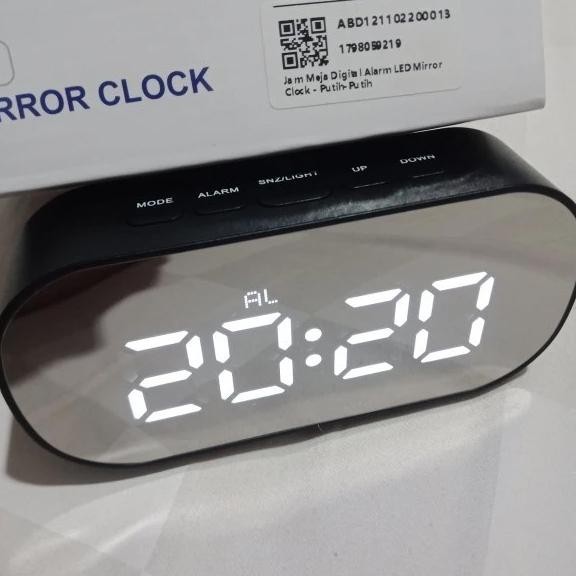 ABD121102200013
1798059219
Jam Meja Digital Alarm LED Mirror
Clock - Putih-Putih
RROR CLOCK
MODE ALARM SNZ/LIGHT UP DOWN
AL
20:20